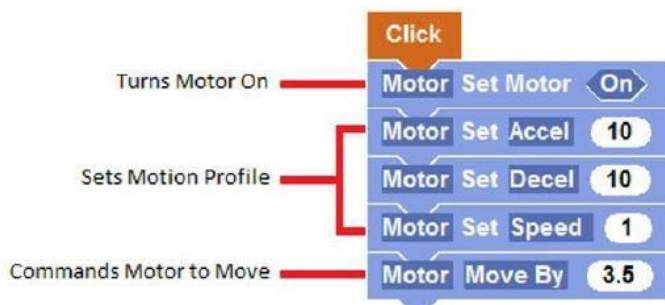 Click
Turns Motor On
Motor Set Motor On
Motor Set Accel 10
Sets Motion Profile
Motor Set Decel 10
Motor Set Speed 1
Commands Motor to Move
Motor Move By 3.5